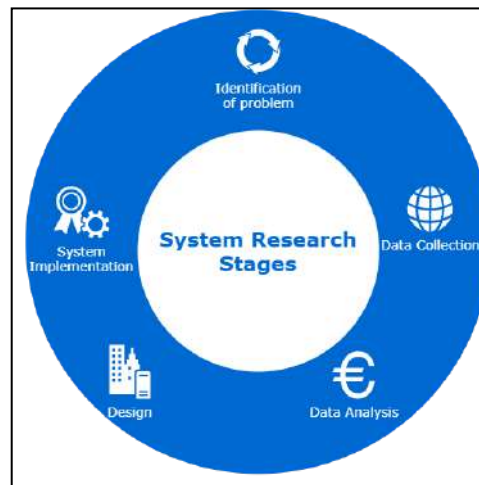 Identification
of problem
System Research
Stages
Data Collection
System
Implementation
Data Analysis
Design